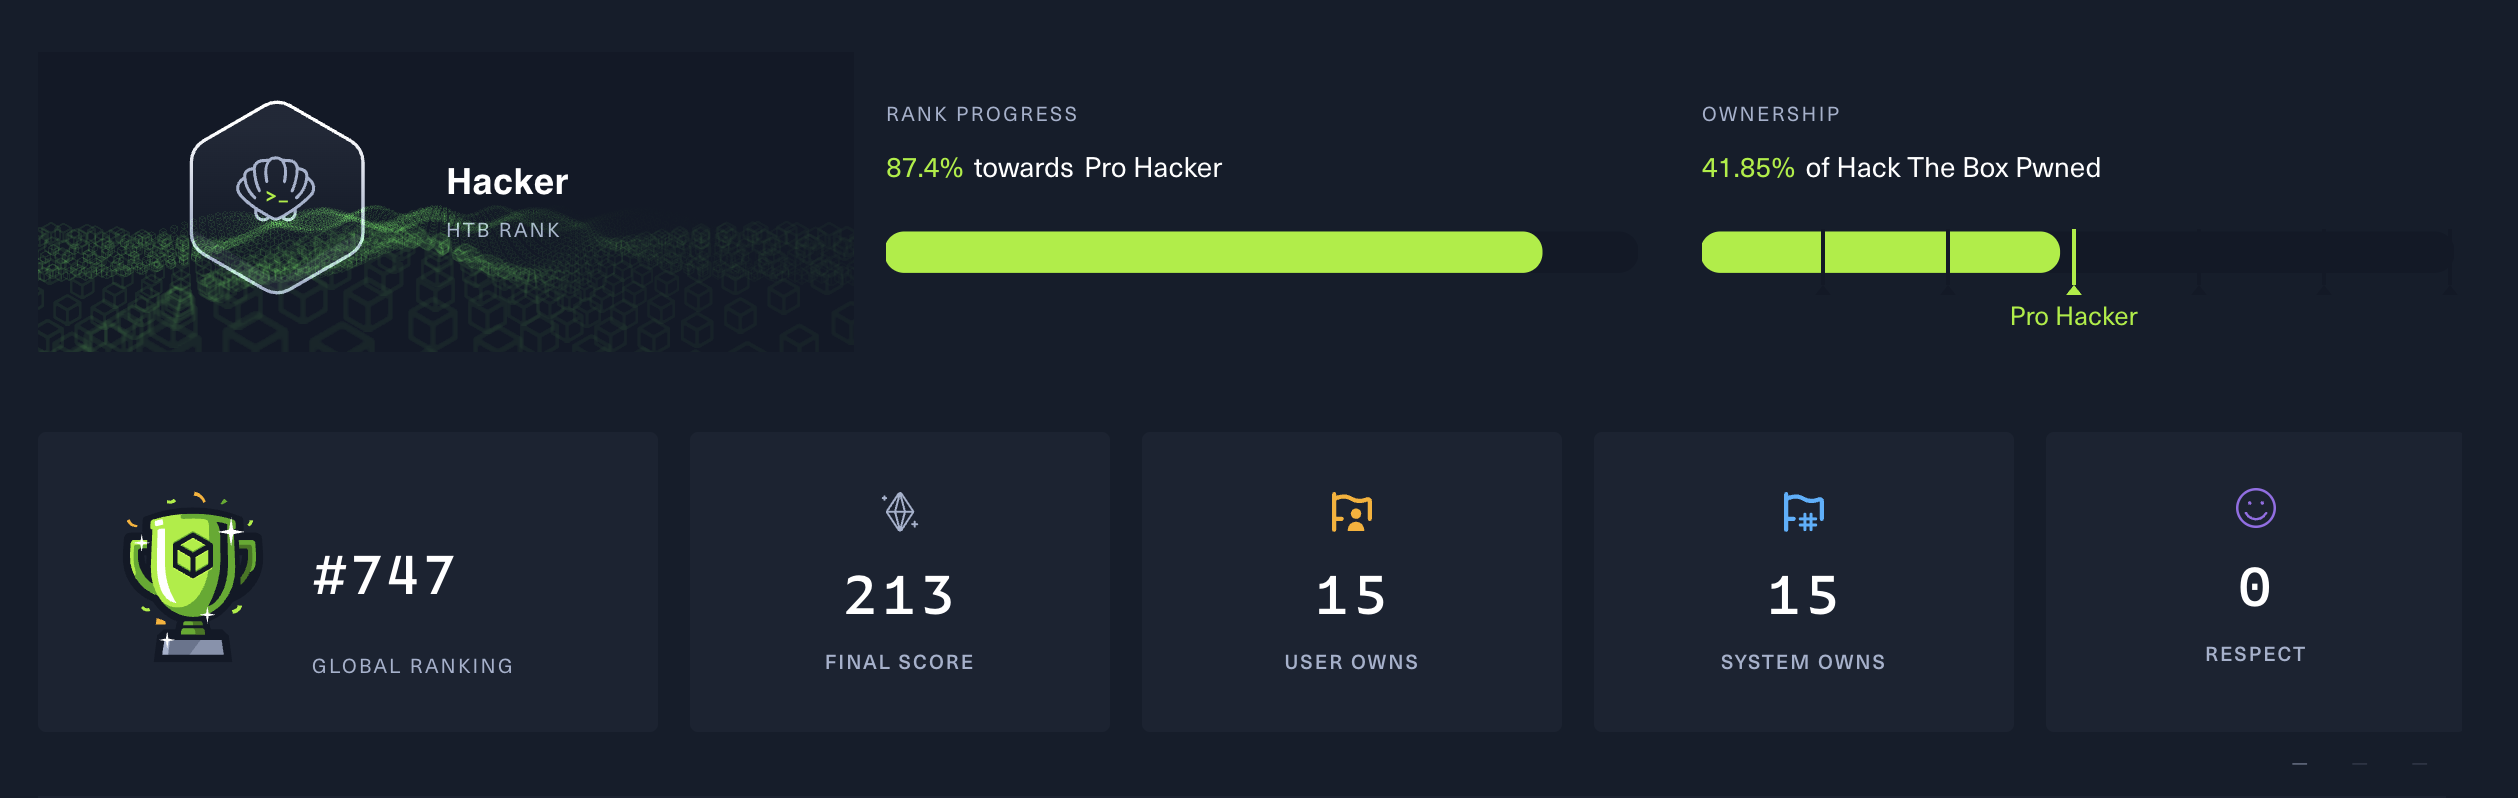 >_
Hacker
HTB RANK
RANK PROGRESS
87.4% towards Pro Hacker
OWNERSHIP
41.85% of Hack The Box Pwned
Pro Hacker
#747
GLOBAL RANKING
213
FINAL SCORE
15
USER OWNS
#
15
SYSTEM OWNS
0
RESPECT